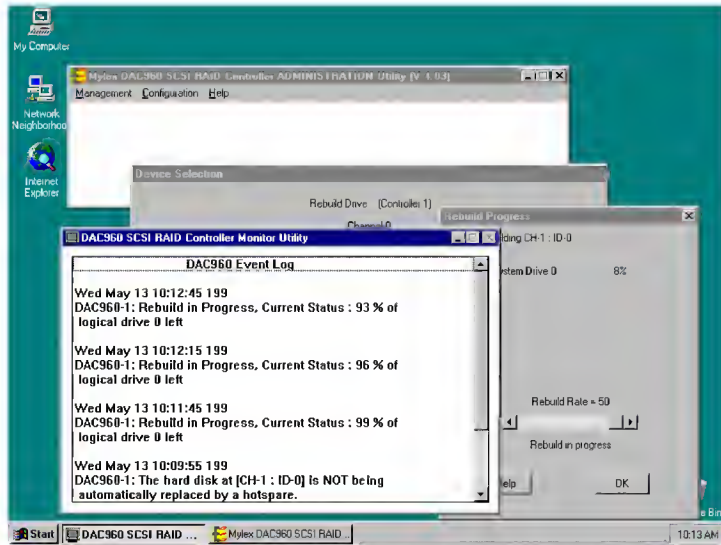 My Computer
Network
Neighborhoo
Internet
Explorer
Mylex DAC960 SCSI RAID Controller ADMINISTRATION Utility (V 4.03)
Management Configuration Help
Device Selection
Rebuild Drive [Controller 1]
Channel-0
Rebuild Progress
lding CH-1 : ID-0
ystem Drive 0 8%
Rebuild Rate = 50
Rebuild in progress
elp OK
DAC960 SCSI RAID Controller Monitor Utility
DAC960 Event Log
Wed May 13 10:12:45 199
DAC960-1: Rebuild in Progress, Current Status : 93 % of
logical drive 0 left
Wed May 13 10:12:15 199
DAC960-1: Rebuild in Progress, Current Status : 96 % of
logical drive 0 left
Wed May 13 10:11:45 199
DAC960-1: Rebuild in Progress, Current Status : 99 % of
logical drive 0 left
Wed May 13 10:09:55 199
DAC960-1: The hard disk at [CH-1 : ID-0] is NOT being
automatically replaced by a hotspare.
e Bin
Start DAC960 SCSI RAID ... Mylex DAC960 SCSI RAID... 10:13 AM